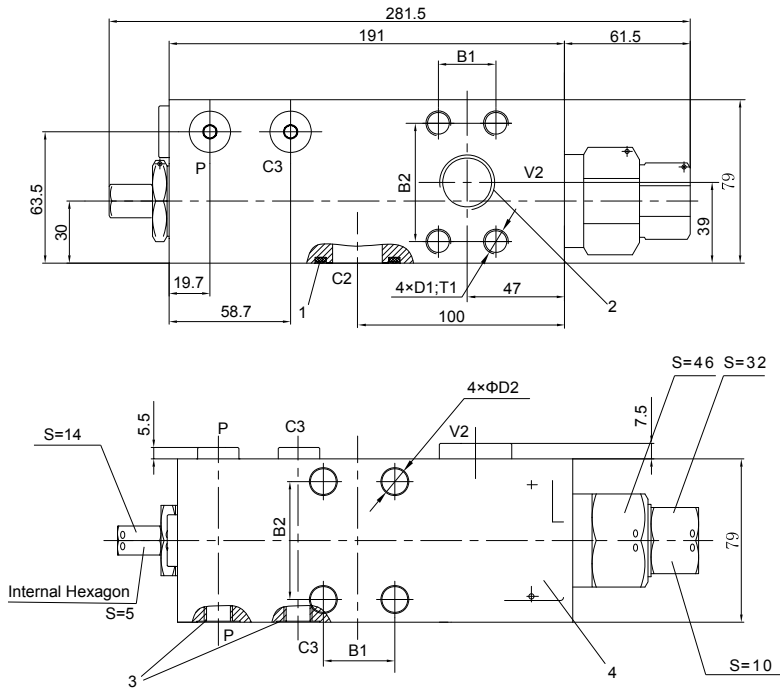 281.5
191
61.5
B1
P
C3
B2
V2
79
63.5
30
39
19.7
C2
4×D1;T1
47
58.7
1
100
2
S=46
S=32
4×ΦD2
5.5
P
C3
V2
7.5
S=14
B2
79
Internal Hexagon
S=5
P
C3
B1
3
4
S=10